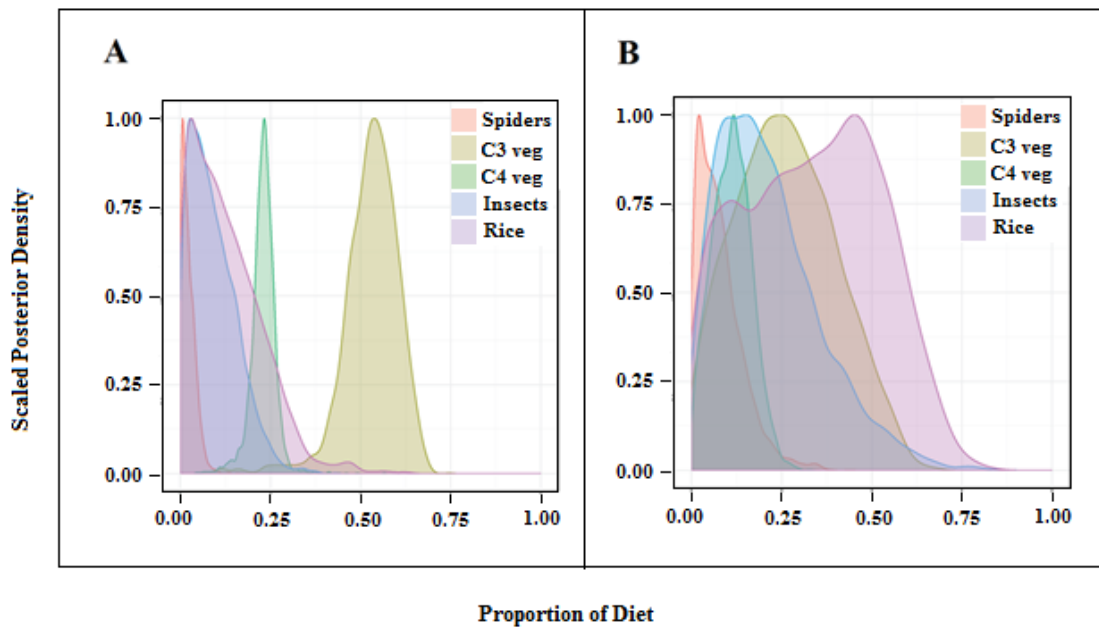 A
B
Spiders
C3 veg
C4 veg
Insects
Rice
Spiders
C3 veg
C4 veg
Insects
Rice
1.00
0.75
0.50
0.25
0.00
1.00
0.75
0.50
0.25
0.00
0.00 0.25 0.50 0.75 1.00
0.00 0.25 0.50 0.75 1.00
Scaled Posterior Density
Proportion of Diet